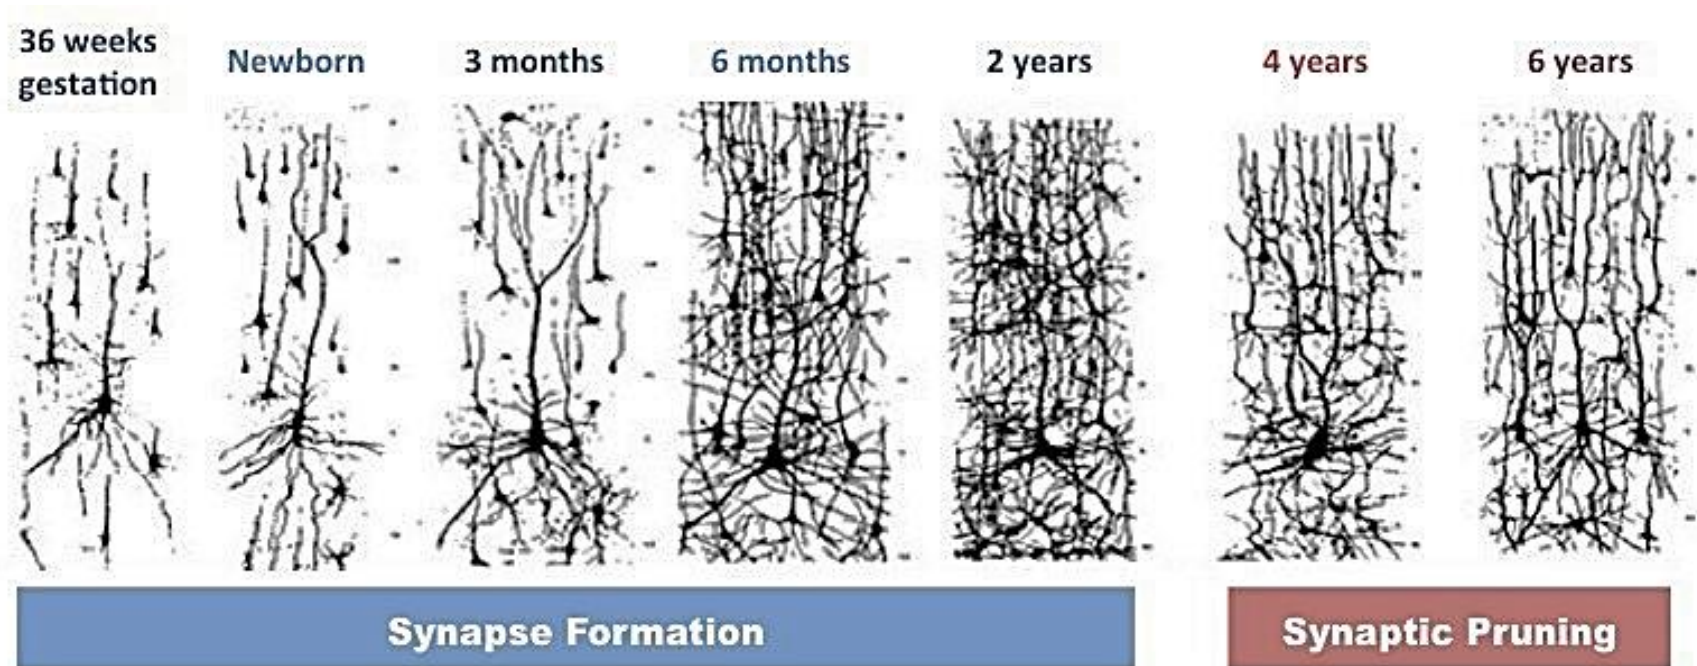 36 weeks
gestation
Newborn
3 months
6 months
2 years
4 years
6 years
Synapse Formation
Synaptic Pruning